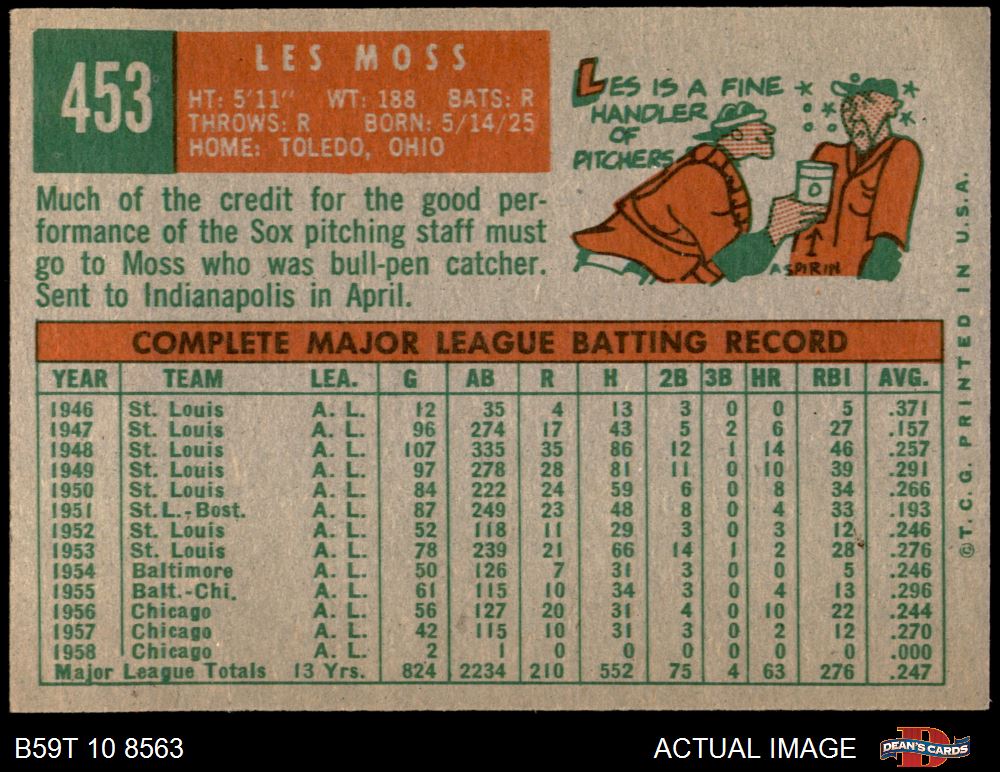 453
LES MOSS
HT: 5'11" WT: 188 BATS: R
THROWS: R BORN: 5/14/25
HOME: TOLEDO, OHIO
LES IS A FINE
HANDLER
OF
PITCHERS
ASPIRIN
Much of the credit for the good per-
formance of the Sox pitching staff must
go to Moss who was bull-pen catcher.
Sent to Indianapolis in April.
COMPLETE MAJOR LEAGUE BATTING RECORD
YEAR TEAM LEA. G AB R H 2B 3B HR RBI AVG.
1946 St. Louis A. L. 12 35 4 13 3 0 0 5 .371
1947 St. Louis A. L. 96 274 17 43 5 2 6 27 .157
1948 St. Louis A. L. 107 335 35 86 12 1 14 46 .257
1949 St. Louis A. L. 97 278 28 81 11 0 10 39 .291
1950 St. Louis A. L. 84 222 24 59 6 0 8 34 .266
1951 St. L.-Bost. A. L. 87 249 23 48 8 0 4 33 .193
1952 St. Louis A. L. 52 118 11 29 3 0 3 12 .246
1953 St. Louis A. L. 78 239 21 66 14 1 2 28 .276
1954 Baltimore A. L. 50 126 7 31 3 0 0 5 .246
1955 Balt.-Chi. A. L. 61 115 10 34 3 0 4 13 .296
1956 Chicago A. L. 56 127 20 31 4 0 10 22 .244
1957 Chicago A. L. 42 115 10 31 3 0 2 12 .270
1958 Chicago A. L. 2 1 0 0 0 0 0 0 .000
Major League Totals 13 Yrs. 824 2234 210 552 75 4 63 276 .247
© T. C. G. PRINTED IN U.S.A.
B59T 10 8563
ACTUAL IMAGE
DEAN'S CARDS